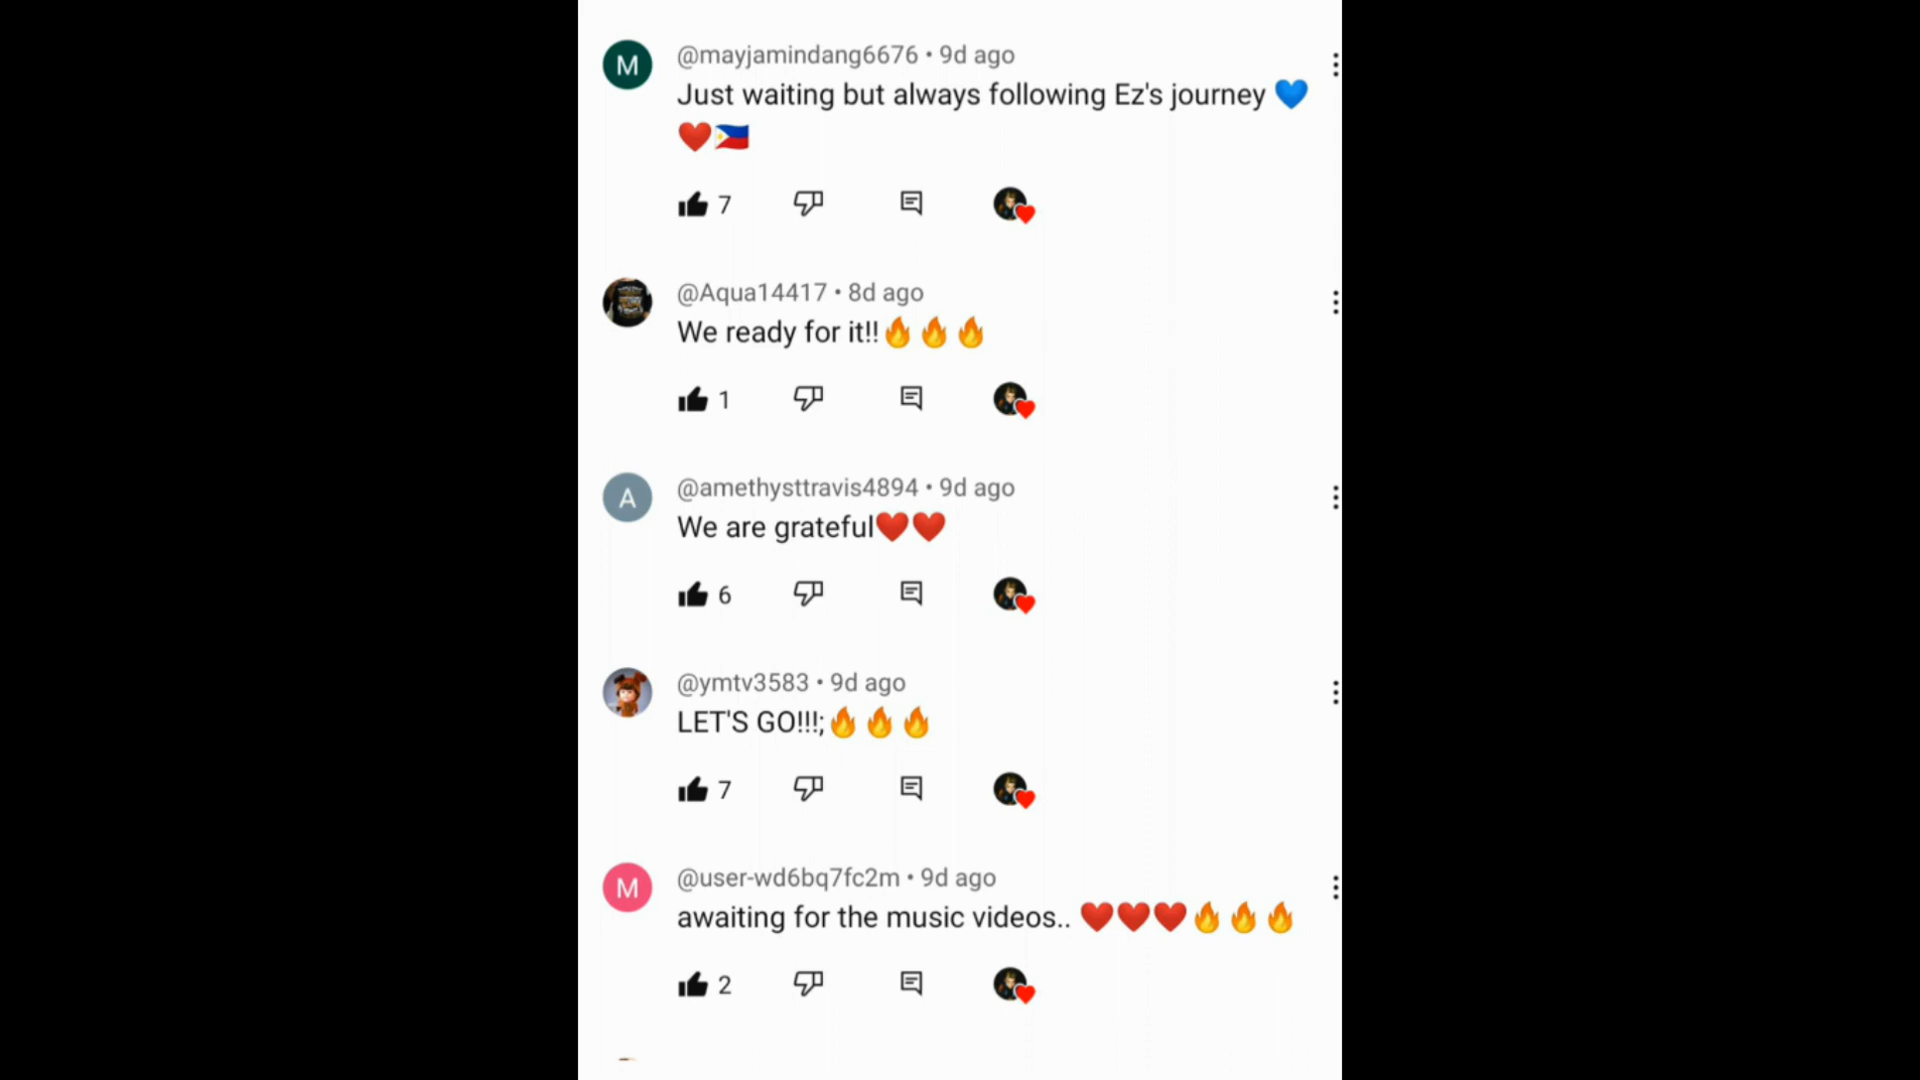 M
@mayjamindang6676 • 9d ago
Just waiting but always following Ez's journey 💙
❤️🇵🇭
7
@Aqua14417 • 8d ago
We ready for it!!🔥🔥🔥
1
A
@amethysttravis4894 • 9d ago
We are grateful❤️❤️
6
@ymtv3583 • 9d ago
LET'S GO!!!;🔥🔥🔥
7
M
@user-wd6bq7fc2m • 9d ago
awaiting for the music videos.. ❤️❤️❤️🔥🔥🔥
2